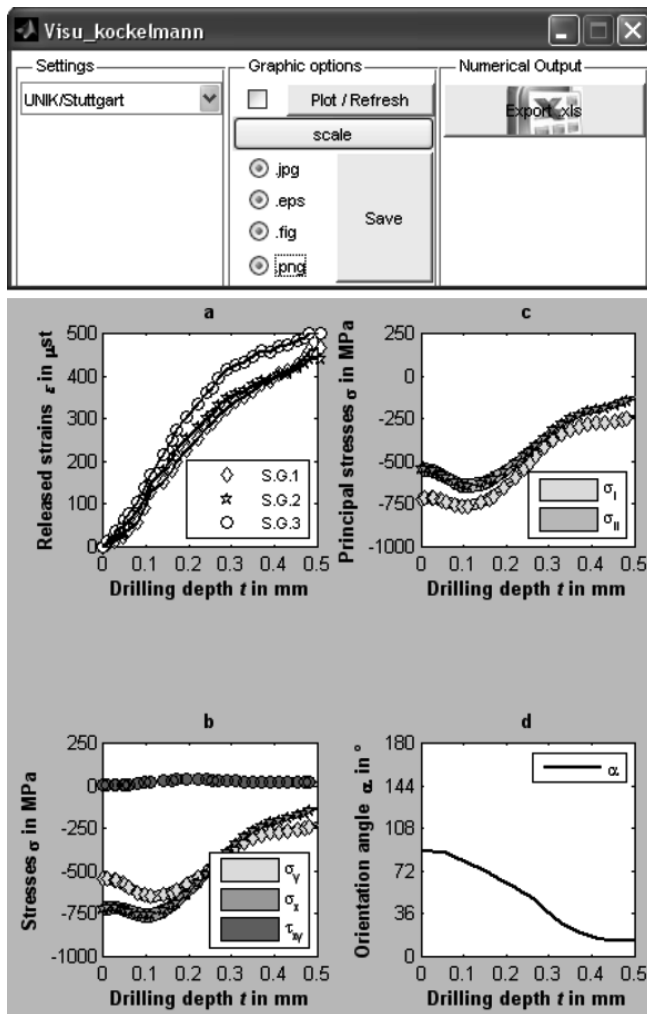 Visu_kockelmann
Settings
UNIK/Stuttgart
Graphic options
Plot / Refresh
scale
.jpg
.eps
.fig
.png
Save
Numerical Output
Export .xls
a
Released strains ε in µst
500
400
300
200
100
0
S.G.1
S.G.2
S.G.3
0 0.1 0.2 0.3 0.4 0.5
Drilling depth t in mm
c
Principal stresses σ in MPa
250
0
-250
-500
-750
-1000
σI
σII
0 0.1 0.2 0.3 0.4 0.5
Drilling depth t in mm
b
Stresses σ in MPa
250
0
-250
-500
-750
-1000
σy
σx
τxy
0 0.1 0.2 0.3 0.4 0.5
Drilling depth t in mm
d
Orientation angle α in °
180
144
108
72
36
0
α
0 0.1 0.2 0.3 0.4 0.5
Drilling depth t in mm